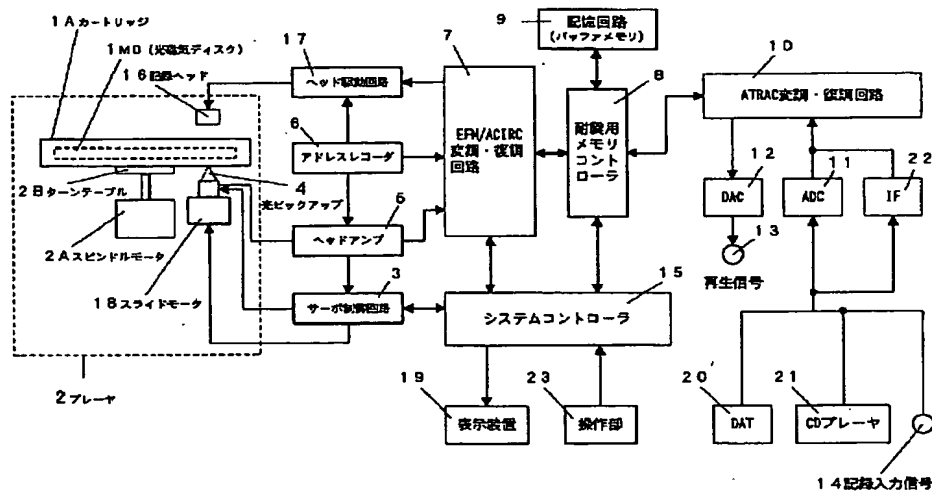 1Aカートリッジ
1MD (光磁気ディスク)
16記録ヘッド
17
ヘッド駆動回路
6
アドレスレコーダ
2Bターンテーブル
4
光ピックアップ
2Aスピンドルモータ
5
ヘッドアンプ
18スライドモータ
3
サーボ制御回路
2プレーヤ
7
EFM/ACIRC
変調・復調
回路
9
記憶回路
(バッファメモリ)
8
耐震用
メモリ
コント
ローラ
10
ATRAC変調・復調回路
12
DAC
11
ADC
22
IF
13
再生信号
15
システムコントローラ
19
表示装置
23
操作部
20
DAT
21
CDプレーヤ
14記録入力信号